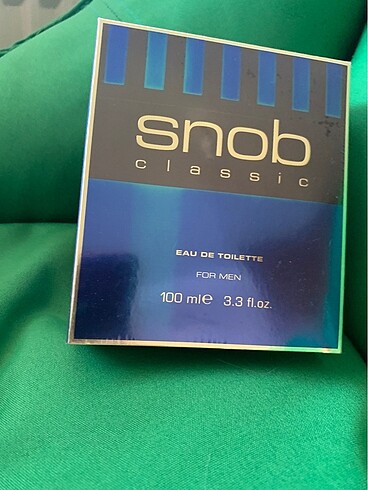 snob
classic
EAU DE TOILETTE
FOR MEN
100 ml℮ 3.3 fl.oz.